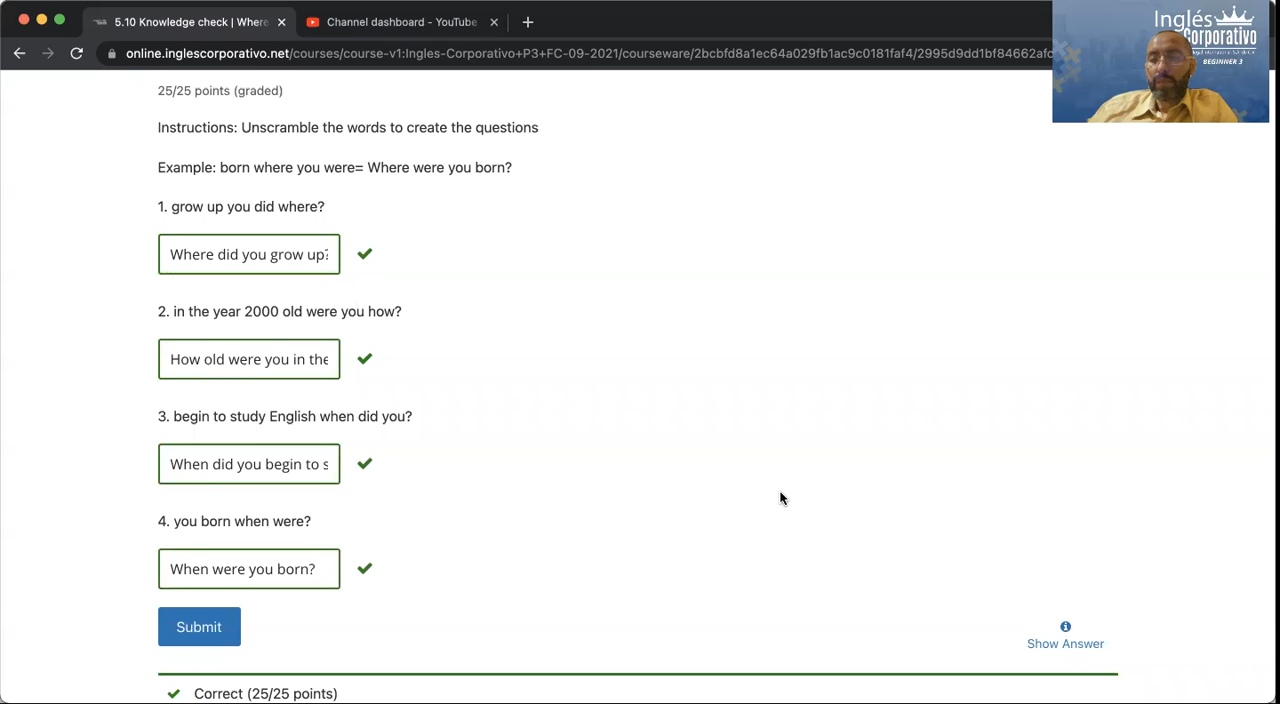 5.10 Knowledge check | Where
Channel dashboard - YouTube
online.inglescorporativo.net/courses/course-v1:Ingles-Corporativo+P3-FC-09-2021/courseware/2bcbfd8a1ec64a029fb1ac9c0181faf4/2995d9dd1bf84662afc
Inglés
Corporativo
BEGINNER 3
25/25 points (graded)
Instructions: Unscramble the words to create the questions
Example: born where you were= Where were you born?
1. grow up you did where?
Where did you grow up?
2. in the year 2000 old were you how?
How old were you in the
3. begin to study English when did you?
When did you begin to s
4. you born when were?
When were you born?
Submit
Show Answer
Correct (25/25 points)